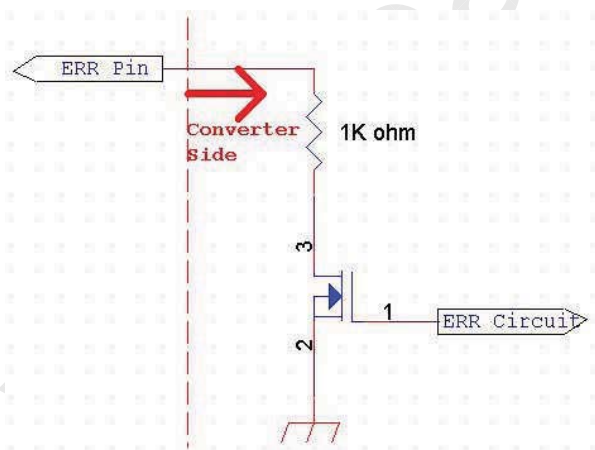 ERR Pin
Converter
Side
1K ohm
3
1
ERR Circuit
2